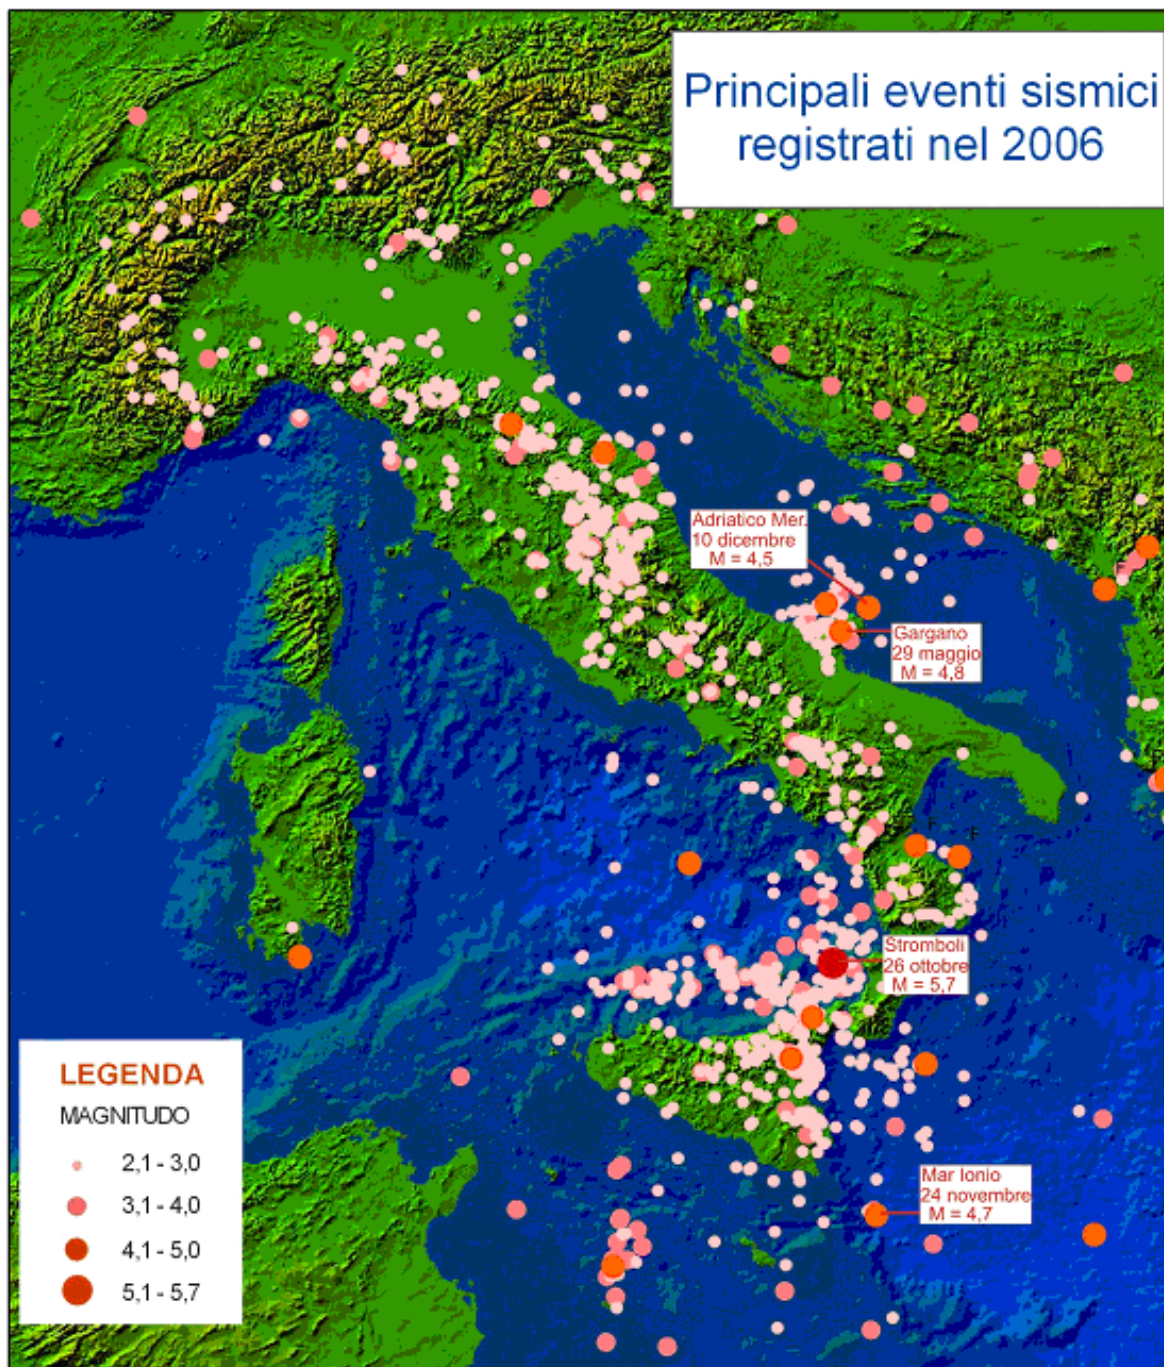 Principali eventi sismici
registrati nel 2006
Adriatico Mer.
10 dicembre
M = 4,5
Gargano
29 maggio
M = 4,8
F
F
Stromboli
26 ottobre
M = 5,7
Mar Ionio
24 novembre
M = 4,7
LEGENDA
MAGNITUDO
2,1 - 3,0
3,1 - 4,0
4,1 - 5,0
5,1 - 5,7